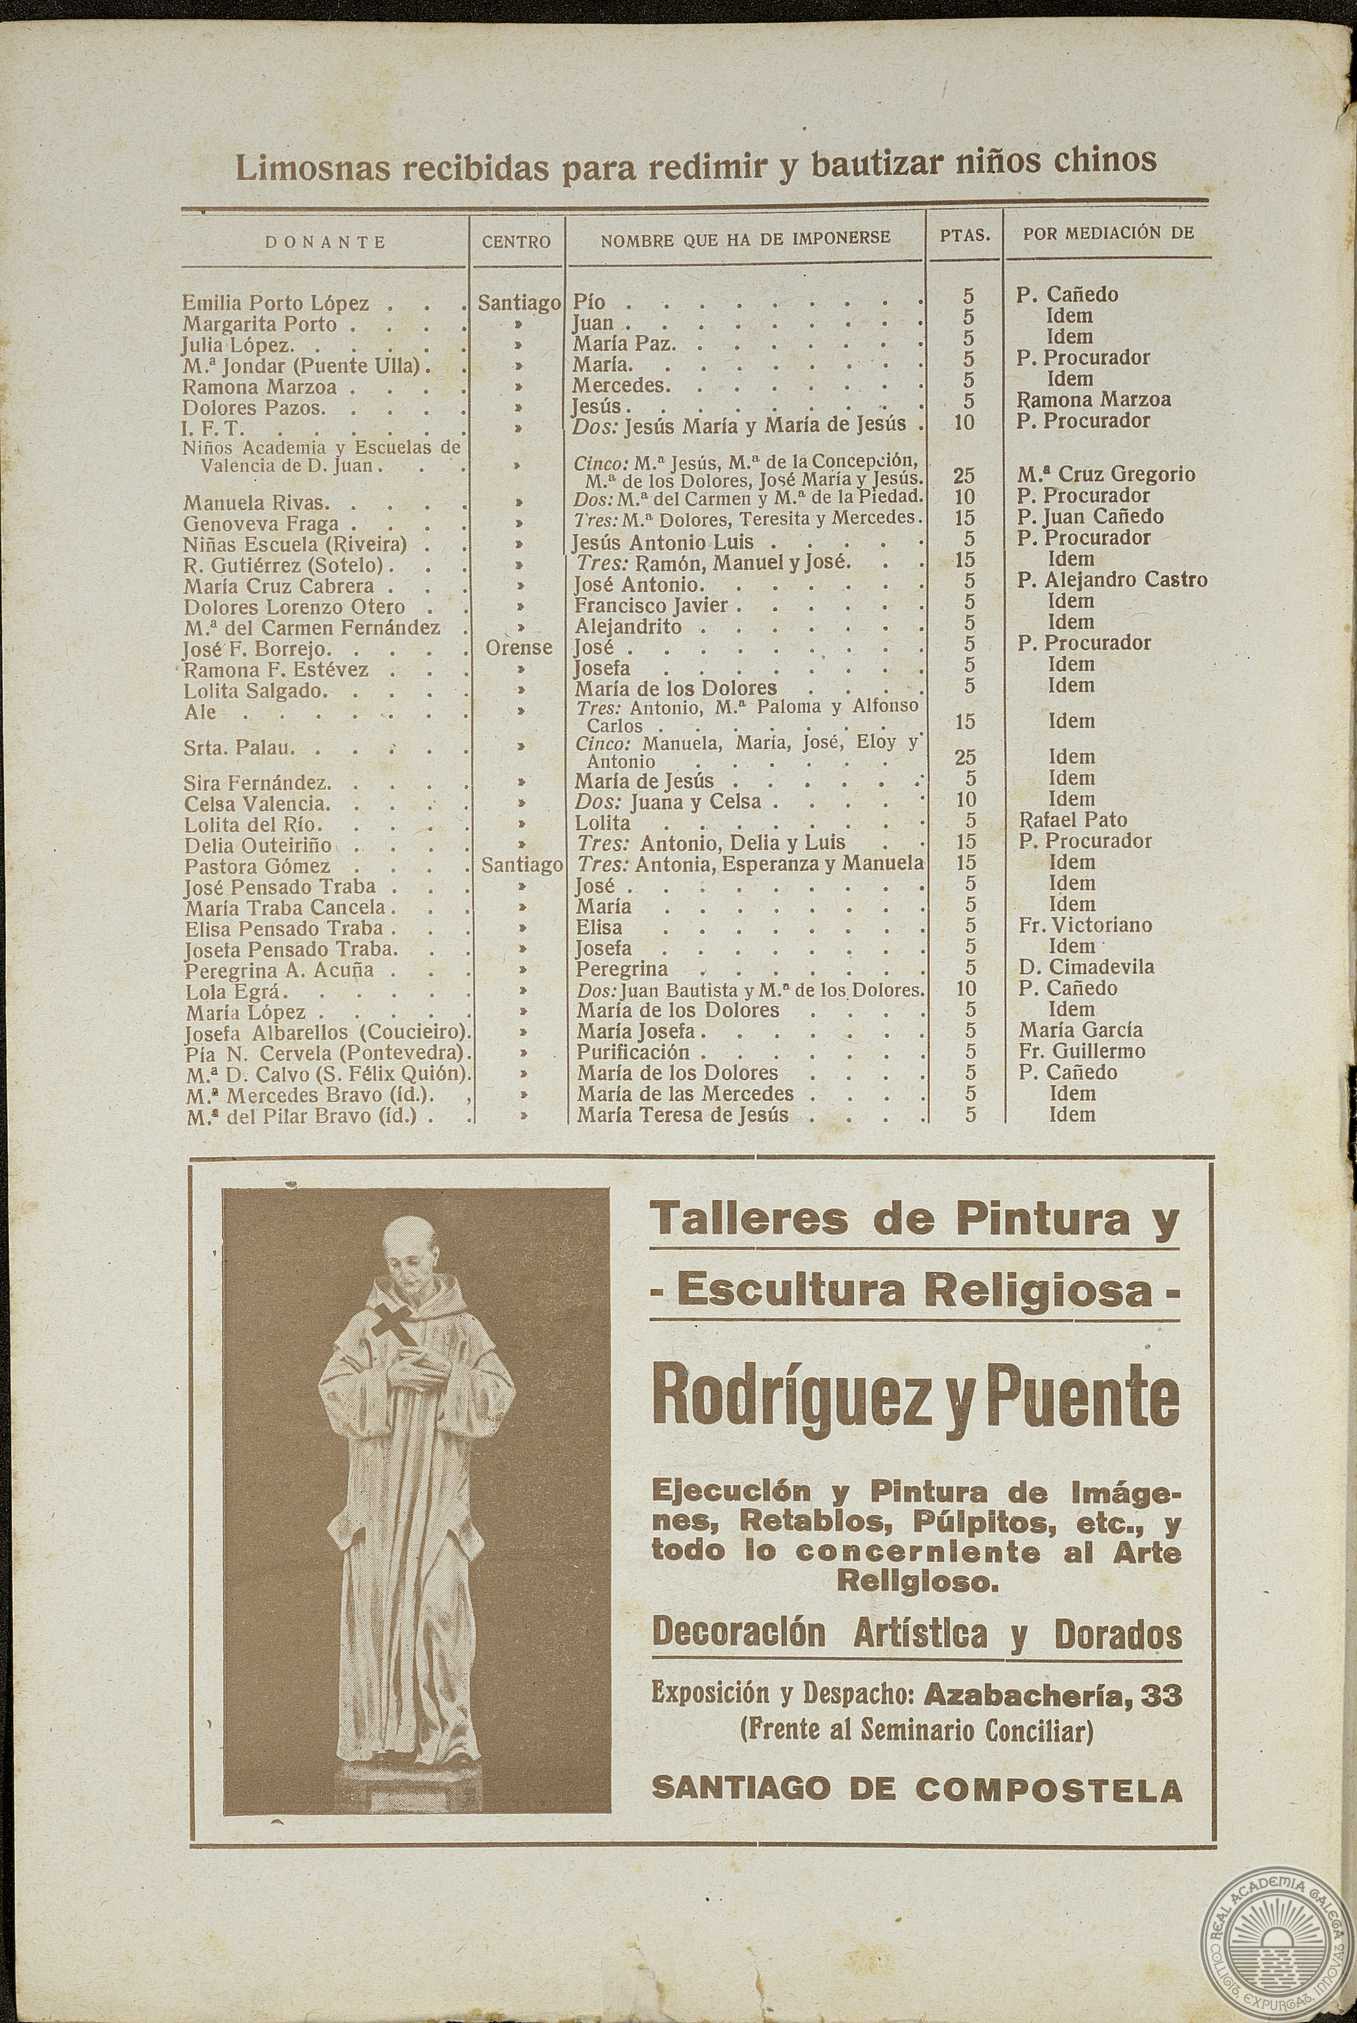 Limosnas recibidas para redimir y bautizar niños chinos
DONANTE CENTRO NOMBRE QUE HA DE IMPONERSE PTAS. POR MEDIACIÓN DE
Emilia Porto López . . . Santiago Pío . . . . . . . . . 5 P. Cañedo
Margarita Porto . . . . » Juan . . . . . . . . . 5 Idem
Julia López. . . . . . » María Paz. . . . . . . . 5 Idem
M.ª Jondar (Puente Ulla) . . » María. . . . . . . . . 5 P. Procurador
Ramona Marzoa . . . . » Mercedes. . . . . . . . 5 Idem
Dolores Pazos. . . . . » Jesús . . . . . . . . . 5 Ramona Marzoa
I. F. T. . . . . . . » Dos: Jesús María y María de Jesús . 10 P. Procurador
Niños Academia y Escuelas de
Valencia de D. Juan . . . » Cinco: M.ª Jesús, M.ª de la Concepción,
M.ª de los Dolores, José María y Jesús. 25 M.ª Cruz Gregorio
Manuela Rivas. . . . . » Dos: M.ª del Carmen y M.ª de la Piedad. 10 P. Procurador
Genoveva Fraga . . . . » Tres: M.ª Dolores, Teresita y Mercedes. 15 P. Juan Cañedo
Niñas Escuela (Riveira) . . » Jesús Antonio Luis . . . . . 5 P. Procurador
R. Gutiérrez (Sotelo) . . . » Tres: Ramón, Manuel y José. . . 15 Idem
María Cruz Cabrera . . . » José Antonio. . . . . . . 5 P. Alejandro Castro
Dolores Lorenzo Otero . . » Francisco Javier . . . . . . 5 Idem
M.ª del Carmen Fernández . » Alejandrito . . . . . . . 5 Idem
José F. Borrejo. . . . . Orense José . . . . . . . . . 5 P. Procurador
Ramona F. Estévez . . . » Josefa . . . . . . . . 5 Idem
Lolita Salgado. . . . . » María de los Dolores . . . . 5 Idem
Ale . . . . . . . » Tres: Antonio, M.ª Paloma y Alfonso
Carlos . . . . . . . . 15 Idem
Srta. Palau. . . . . . » Cinco: Manuela, María, José, Eloy y
Antonio . . . . . . 25 Idem
Sira Fernández. . . . . » María de Jesús . . . . . . 5 Idem
Celsa Valencia. . . . . » Dos: Juana y Celsa . . . . . 10 Idem
Lolita del Río. . . . . » Lolita . . . . . . . . 5 Rafael Pato
Delia Outeiriño . . . . » Tres: Antonio, Delia y Luis . . 15 P. Procurador
Pastora Gómez . . . . Santiago Tres: Antonia, Esperanza y Manuela 15 Idem
José Pensado Traba . . . » José . . . . . . . . . 5 Idem
María Traba Cancela . . . » María . . . . . . . . 5 Idem
Elisa Pensado Traba . . . » Elisa . . . . . . . . 5 Fr. Victoriano
Josefa Pensado Traba. . . » Josefa . . . . . . . . 5 Idem
Peregrina A. Acuña . . . » Peregrina . . . . . . . 5 D. Cimadevila
Lola Egrá. . . . . . » Dos: Juan Bautista y M.ª de los Dolores. 10 P. Cañedo
María López . . . . . » María de los Dolores . . . . 5 Idem
Josefa Albarellos (Coucieiro). » María Josefa . . . . . . . 5 María García
Pía N. Cervela (Pontevedra). » Purificación . . . . . . . 5 Fr. Guillermo
M.ª D. Calvo (S. Félix Quión). » María de los Dolores . . . . 5 P. Cañedo
M.ª Mercedes Bravo (íd.). , » María de las Mercedes . . . . 5 Idem
M.ª del Pilar Bravo (íd.) . . » María Teresa de Jesús . . . . 5 Idem
Talleres de Pintura y
- Escultura Religiosa -
Rodríguez y Puente
Ejecución y Pintura de Imáge-
nes, Retablos, Púlpitos, etc., y
todo lo concerniente al Arte
Religioso.
Decoración Artística y Dorados
Exposición y Despacho: Azabachería, 33
(Frente al Seminario Conciliar)
SANTIAGO DE COMPOSTELA
REAL ACADEMIA GALEGA
COLLIGIT, EXPURGAT, INNOVAT